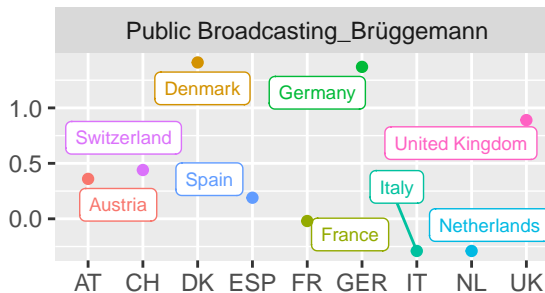 Public Broadcasting_Brüggemann
Denmark
Germany
1.0
Switzerland
United Kingdom
0.5
Spain
Italy
Austria
Netherlands
0.0
France
AT CH DK ESP FR GER IT NL UK